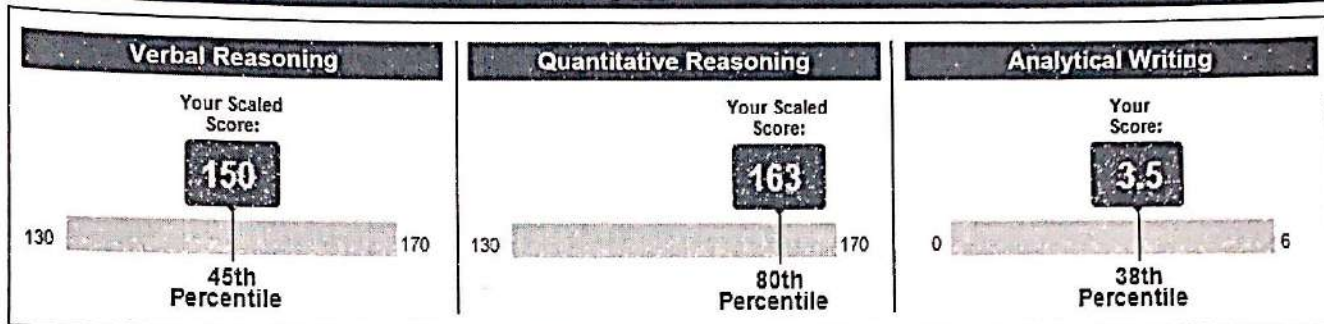 Verbal Reasoning
Your Scaled
Score:
150
130
170
45th
Percentile
Quantitative Reasoning
Your Scaled
Score:
163
130
170
80th
Percentile
Analytical Writing
Your
Score:
3.5
0
6
38th
Percentile